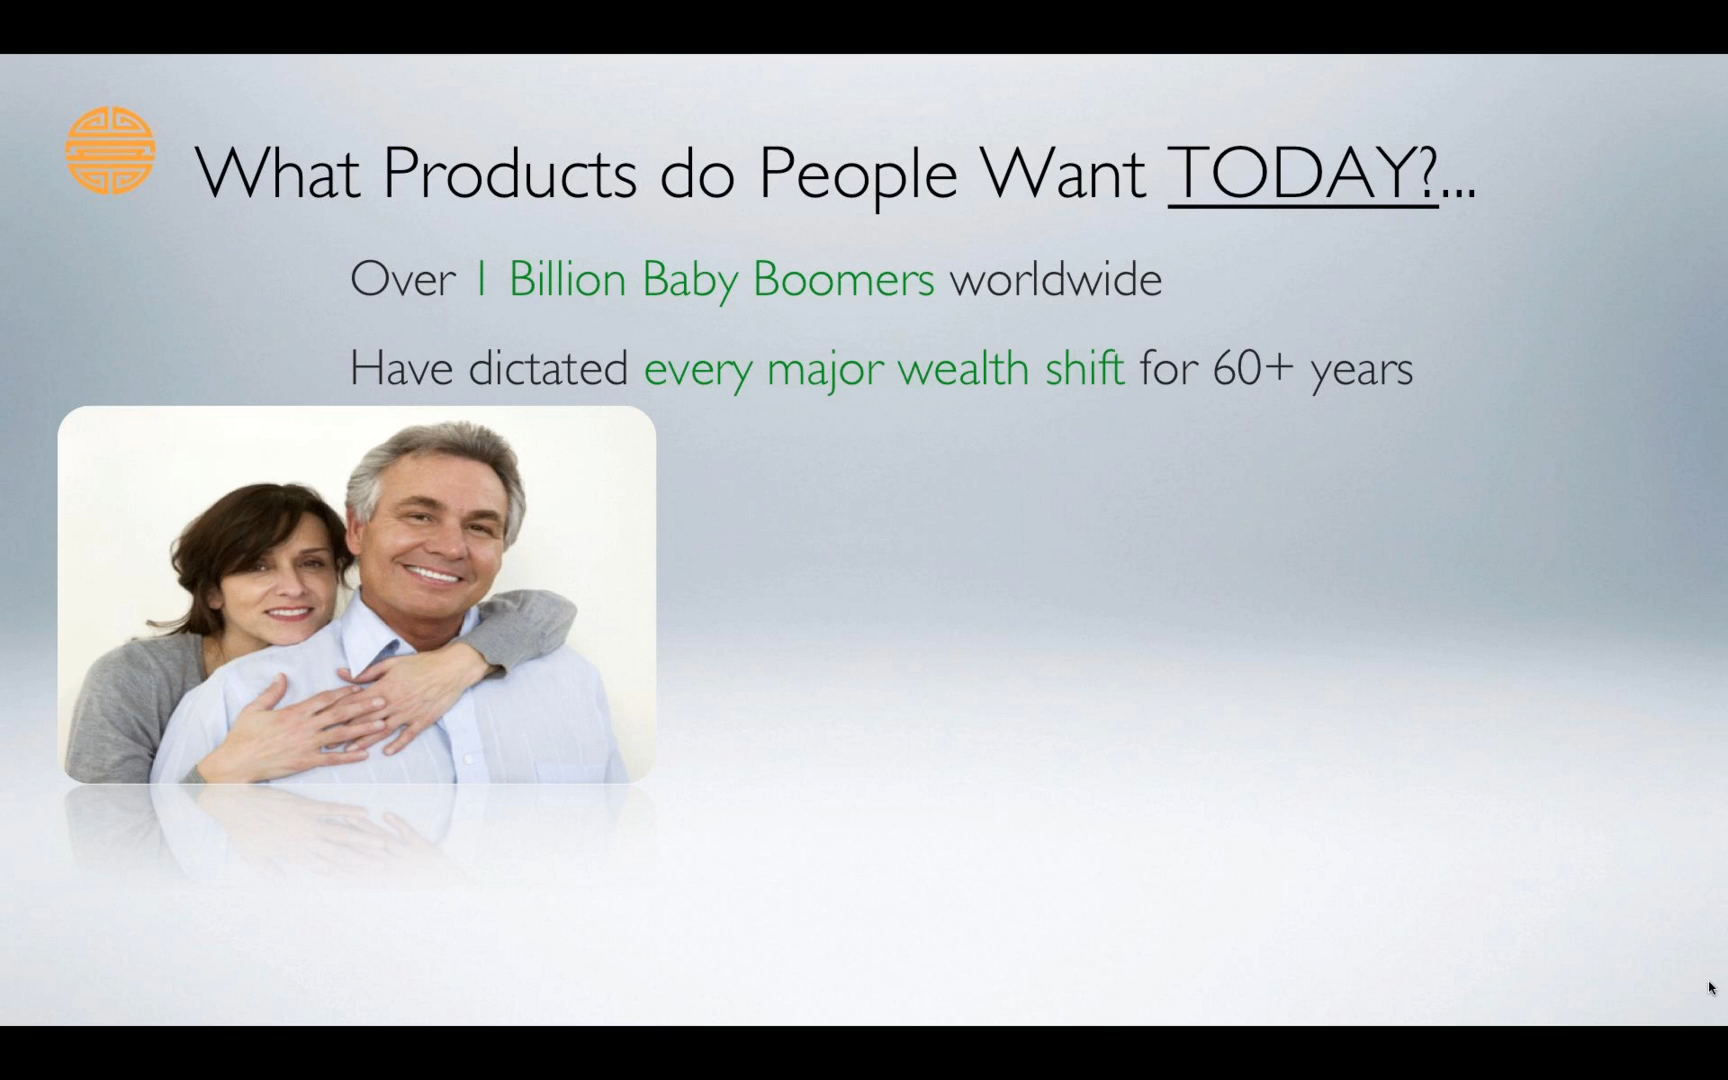 What Products do People Want TODAY?...
Over 1 Billion Baby Boomers worldwide
Have dictated every major wealth shift for 60+ years